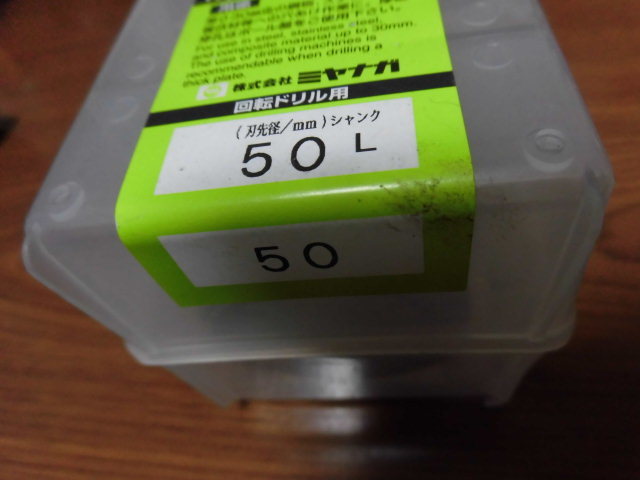 For use in steel, stainless steel,
and composite material up to 30mm.
The use of drilling machines is
recommendable when drilling a
thick plate.
株式会社 ミヤナガ
回転ドリル用
(刃先径/mm) シャンク
50 L
50